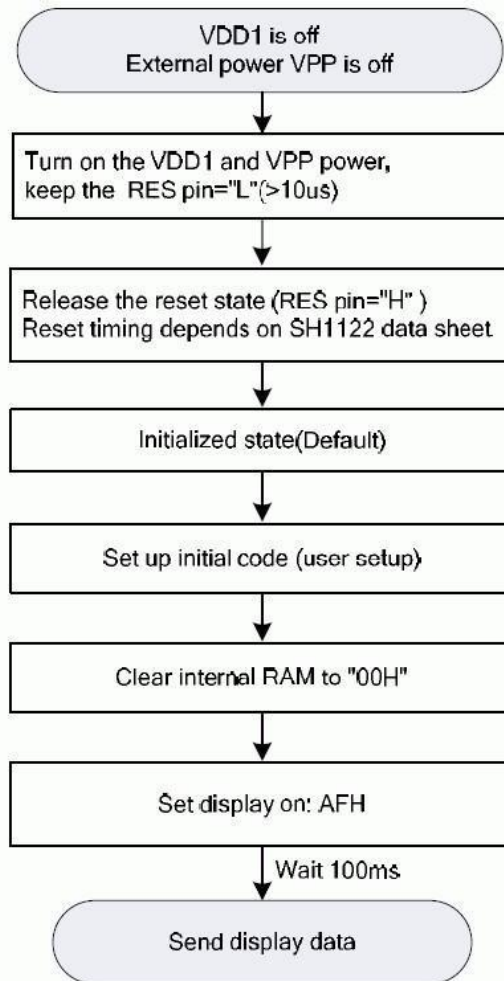 VDD1 is off
External power VPP is off
Turn on the VDD1 and VPP power,
keep the RES pin="L"(>10us)
Release the reset state (RES pin="H" )
Reset timing depends on SH1122 data sheet
Initialized state(Default)
Set up initial code (user setup)
Clear internal RAM to "00H"
Set display on: AFH
Wait 100ms
Send display data